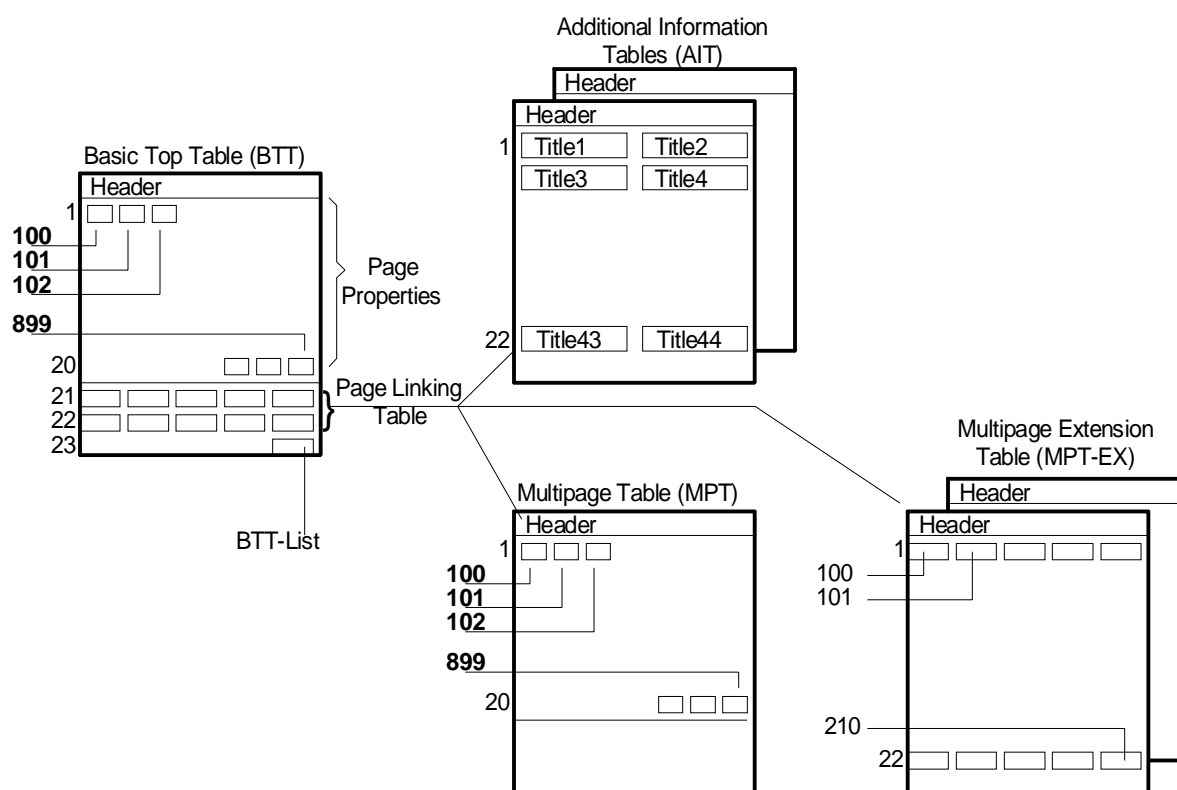 Additional Information
Tables (AIT)
Header
Header
1 Title1 Title2
Title3 Title4
22 Title43 Title44
Basic Top Table (BTT)
Header
1
100
101
102
899
20
21
22
23
Page
Properties
Page Linking
Table
BTT-List
Multipage Table (MPT)
Header
1
100
101
102
899
20
Multipage Extension
Table (MPT-EX)
Header
Header
1
100
101
210
22